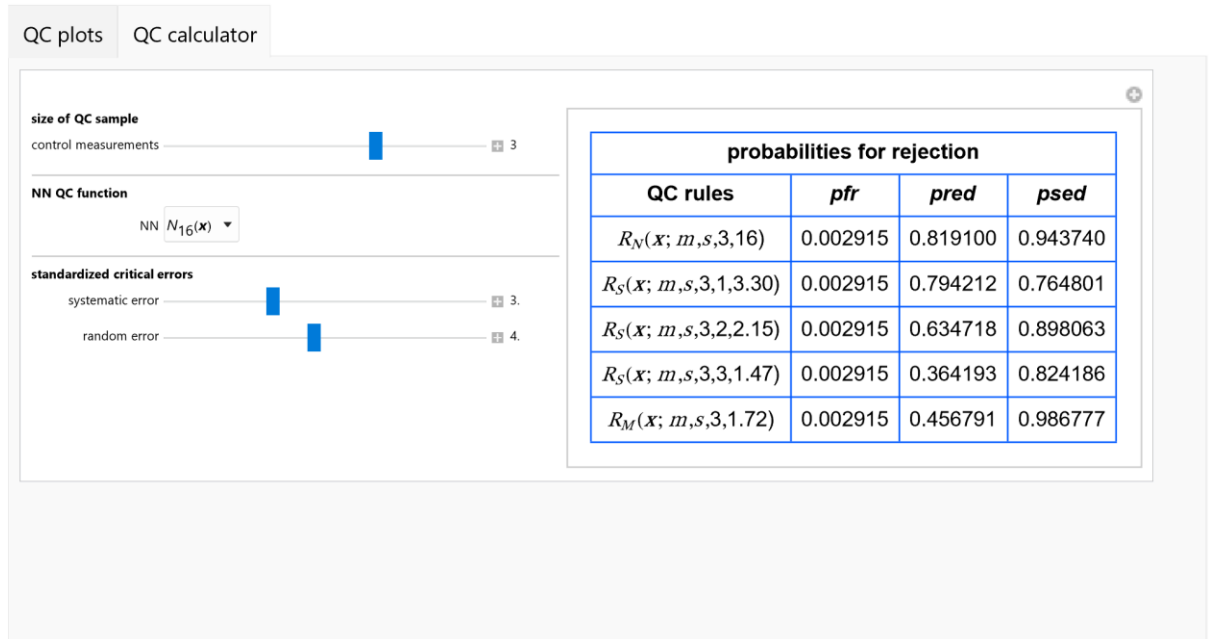 QC plots QC calculator
size of QC sample
control measurements 3
NN QC function
NN N16(x)
standardized critical errors
systematic error 3.
random error 4.
probabilities for rejection
QC rules pfr pred psed
RN(x; m,s,3,16) 0.002915 0.819100 0.943740
RS(x; m,s,3,1,3.30) 0.002915 0.794212 0.764801
RS(x; m,s,3,2,2.15) 0.002915 0.634718 0.898063
RS(x; m,s,3,3,1.47) 0.002915 0.364193 0.824186
RM(x; m,s,3,1.72) 0.002915 0.456791 0.986777